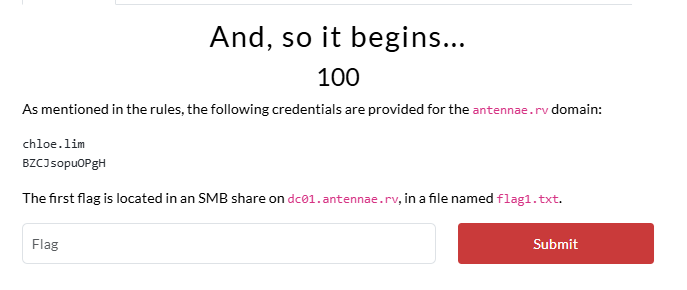 And, so it begins...
100
As mentioned in the rules, the following credentials are provided for the antennae.rv domain:
chloe.lim
BZCJsopuOPgH
The first flag is located in an SMB share on dc01.antennae.rv, in a file named flag1.txt.
Flag
Submit